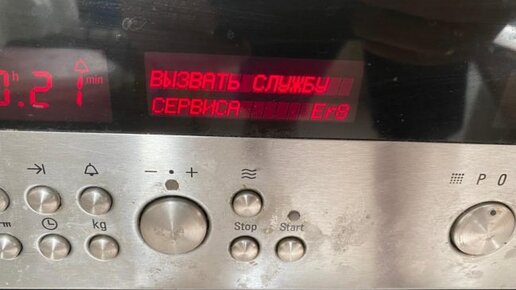 0.21 h min
ВЫЗВАТЬ СЛУЖБУ
СЕРВИСА Er8
- • +
kg
Stop Start
P O